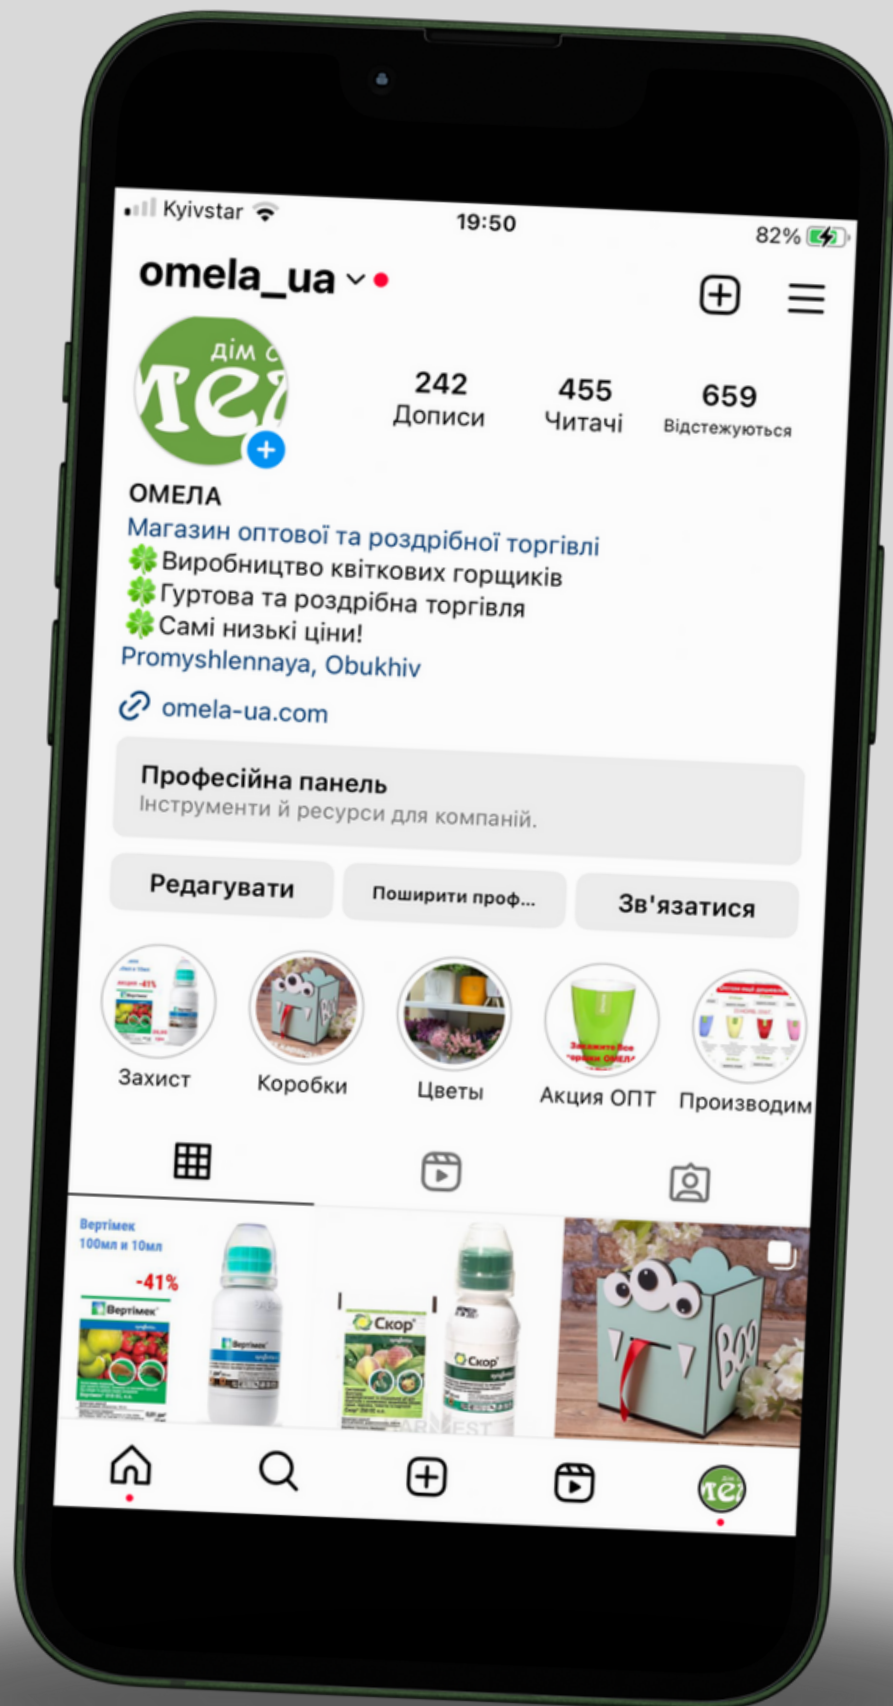 Kyivstar 19:50 82%
omela_ua
дім с
242 455 659
Дописи Читачі Відстежуються
ОМЕЛА
Магазин оптової та роздрібної торгівлі
🍀Виробництво квіткових горщиків
🍀Гуртова та роздрібна торгівля
🍀Самі низькі ціни!
Promyshlennaya, Obukhiv
omela-ua.com
Професійна панель
Інструменти й ресурси для компаній.
Редагувати Поширити проф... Зв'язатися
-41%
Захист Коробки Цветы Акция ОПТ Производим
Вертімек
100мл и 10мл
-41%
Вертімек
Вертімек
Скор
Скор
BOO